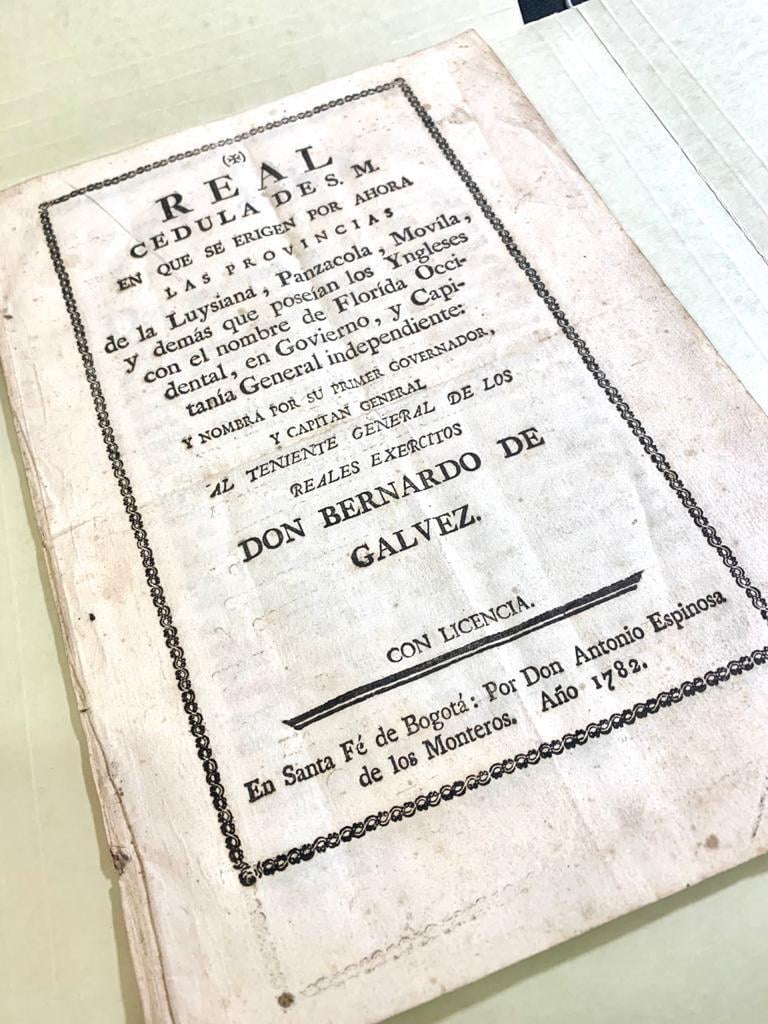 (✠)
REAL
CEDULA DE S. M.
EN QUE SE ERIGEN POR AHORA
LAS PROVINCIAS
de la Luysiana, Panzacola, Movila,
y demás que poseían los Yngleses
con el nombre de Florida Occi-
dental, en Govierno, y Capi-
tanía General independiente:
Y NOMBRA POR SU PRIMER GOVERNADOR,
Y CAPITAN GENERAL
AL TENIENTE GENERAL DE LOS
REALES EXERCITOS
DON BERNARDO DE
GALVEZ.
CON LICENCIA.
En Santa Fé de Bogotá: Por Don Antonio Espinosa
de los Monteros. Año 1782.